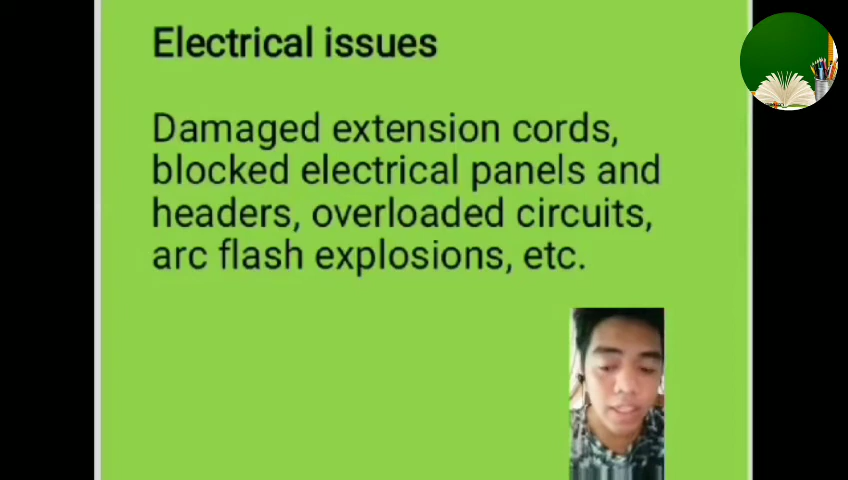 Electrical issues
Damaged extension cords,
blocked electrical panels and
headers, overloaded circuits,
arc flash explosions, etc.